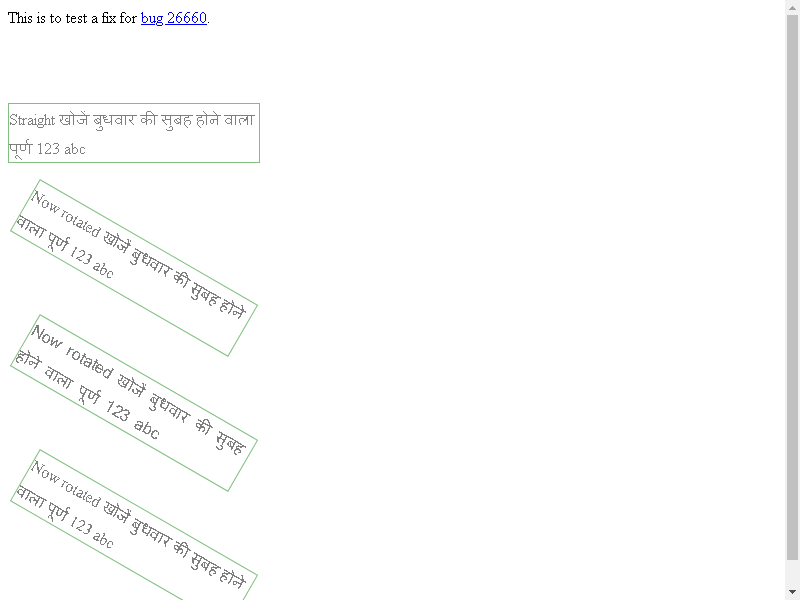 This is to test a fix for bug 26660.
Straight खोजें बुधवार की सुबह होने वाला
पूर्ण 123 abc
Now rotated खोजें बुधवार की सुबह होने
वाला पूर्ण 123 abc
Now rotated खोजें बुधवार की सुबह
होने वाला पूर्ण 123 abc
Now rotated खोजें बुधवार की सुबह होने
वाला पूर्ण 123 abc